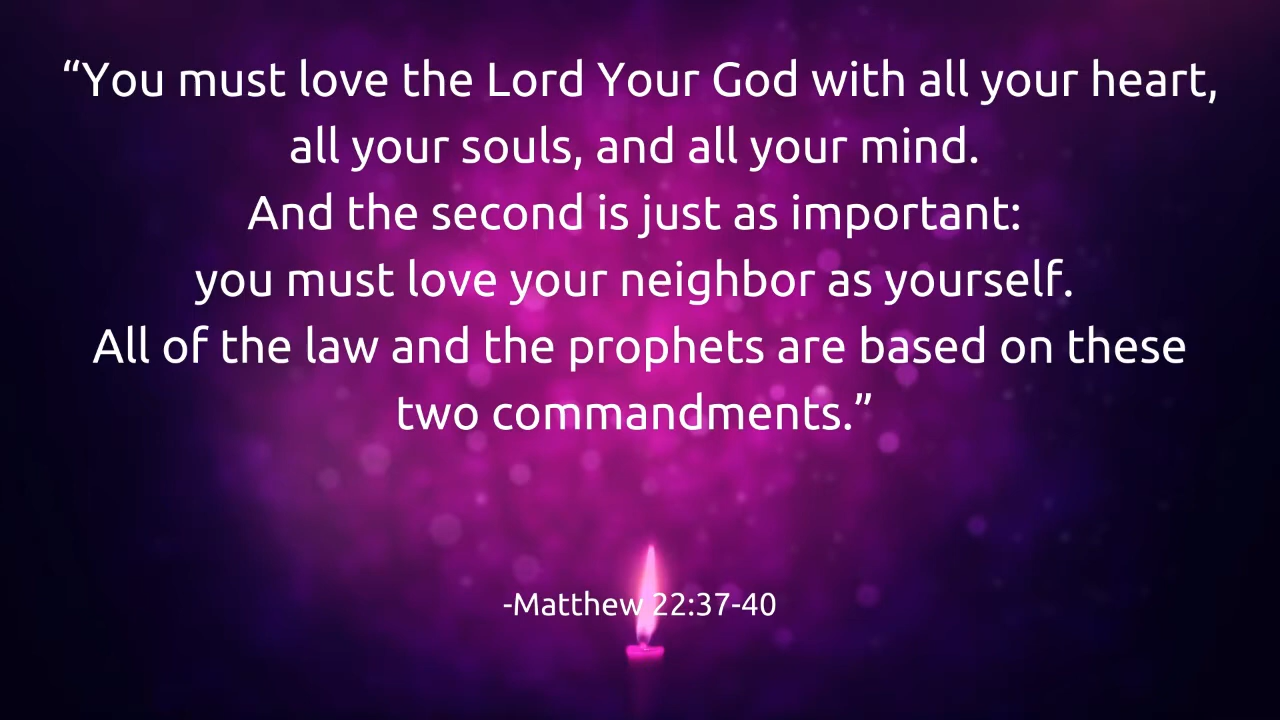 “You must love the Lord Your God with all your heart,
all your souls, and all your mind.
And the second is just as important:
you must love your neighbor as yourself.
All of the law and the prophets are based on these
two commandments.”
-Matthew 22:37-40